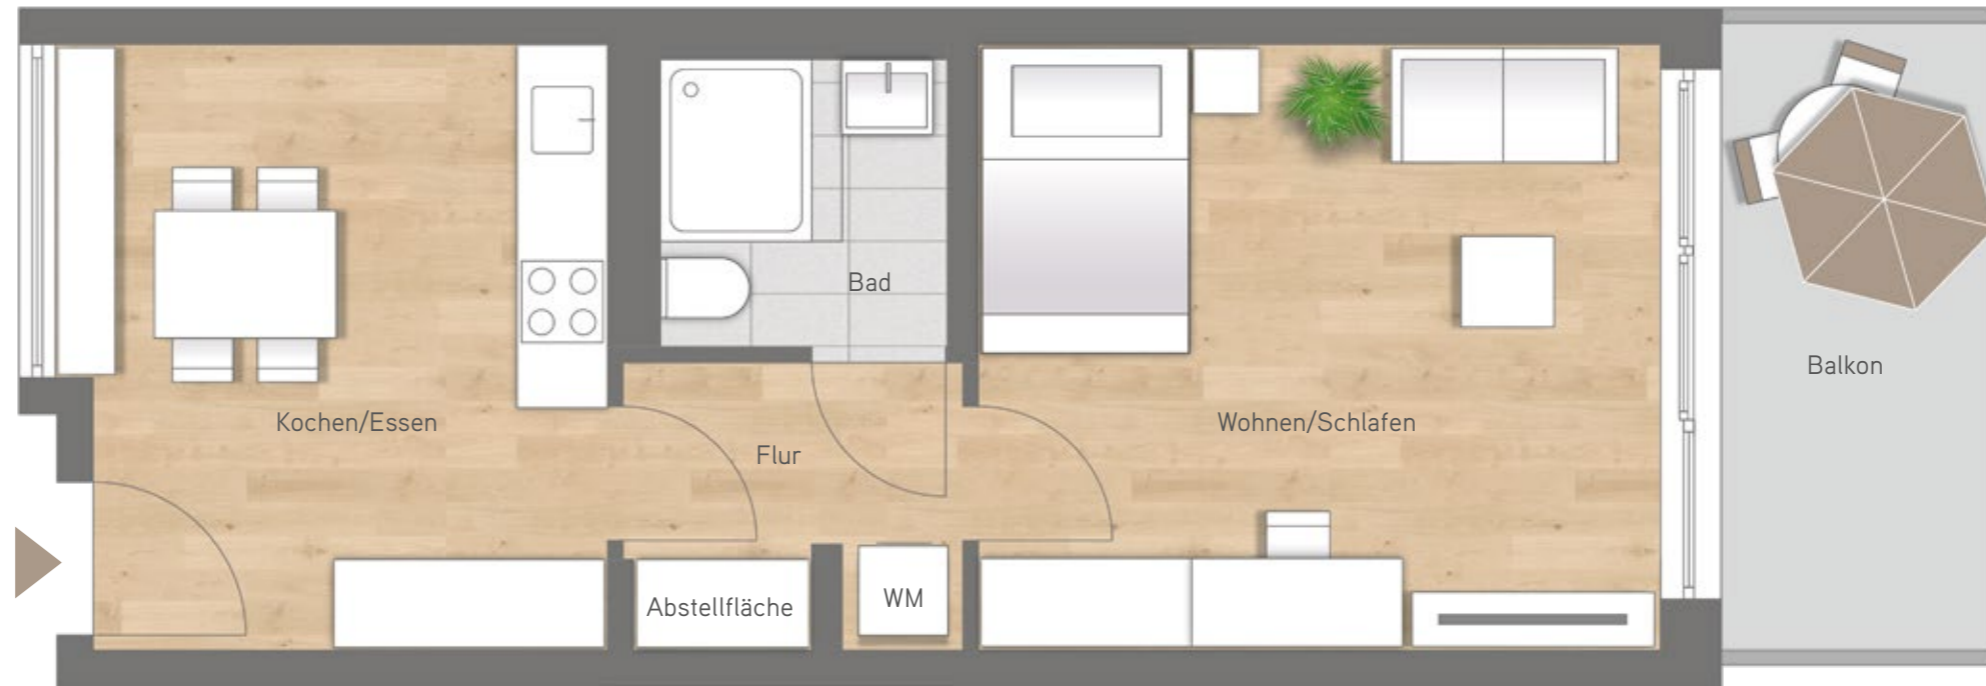 Bad
Balkon
Kochen/Essen
Wohnen/Schlafen
Flur
WM
Abstellfläche